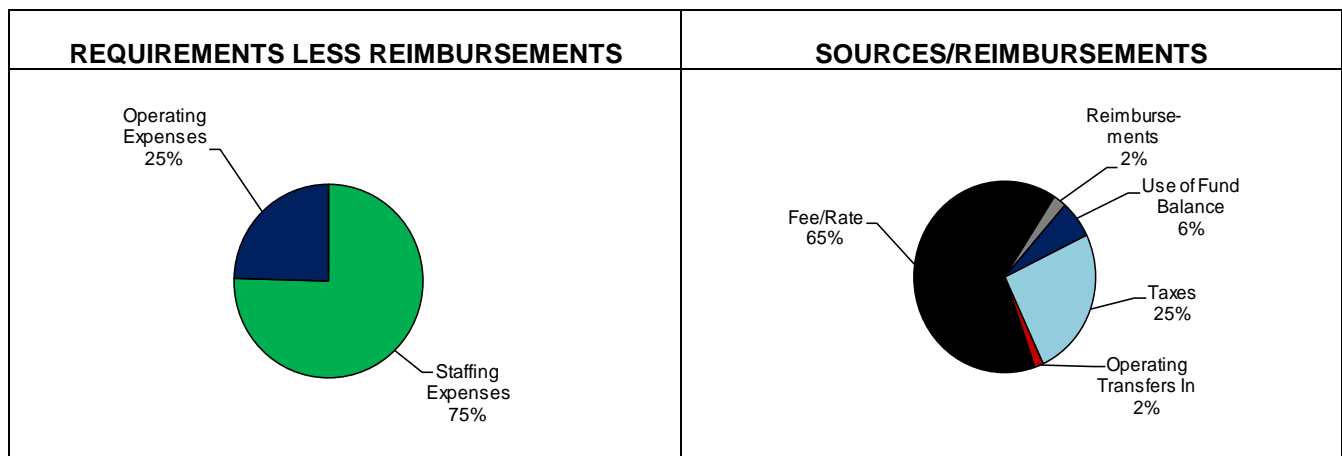 REQUIREMENTS LESS REIMBURSEMENTS
Operating
Expenses
25%
Staffing
Expenses
75%
SOURCES/REIMBURSEMENTS
Reimburse-
ments
2%
Use of Fund
Balance
6%
Fee/Rate
65%
Taxes
25%
Operating
Transfers In
2%